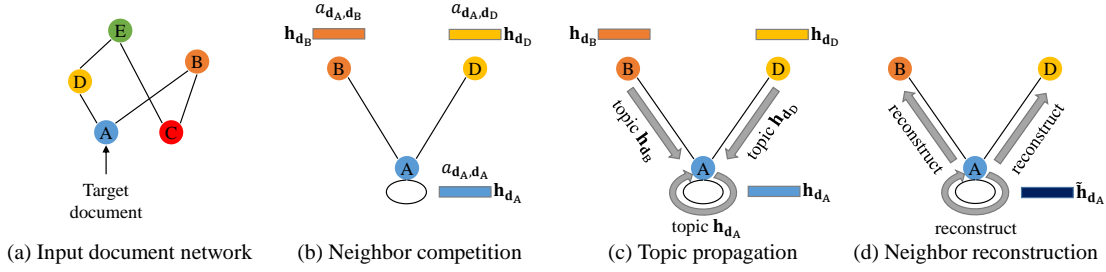 E
D
B
A
C
Target
document
(a) Input document network
a_{d_A,d_B}
h_{d_B}
a_{d_A,d_D}
h_{d_D}
B
D
A
a_{d_A,d_A}
h_{d_A}
(b) Neighbor competition
h_{d_B}
h_{d_D}
B
D
topic h_{d_B}
topic h_{d_D}
A
h_{d_A}
topic h_{d_A}
(c) Topic propagation
B
D
reconstruct
reconstruct
A
h̃_{d_A}
reconstruct
(d) Neighbor reconstruction